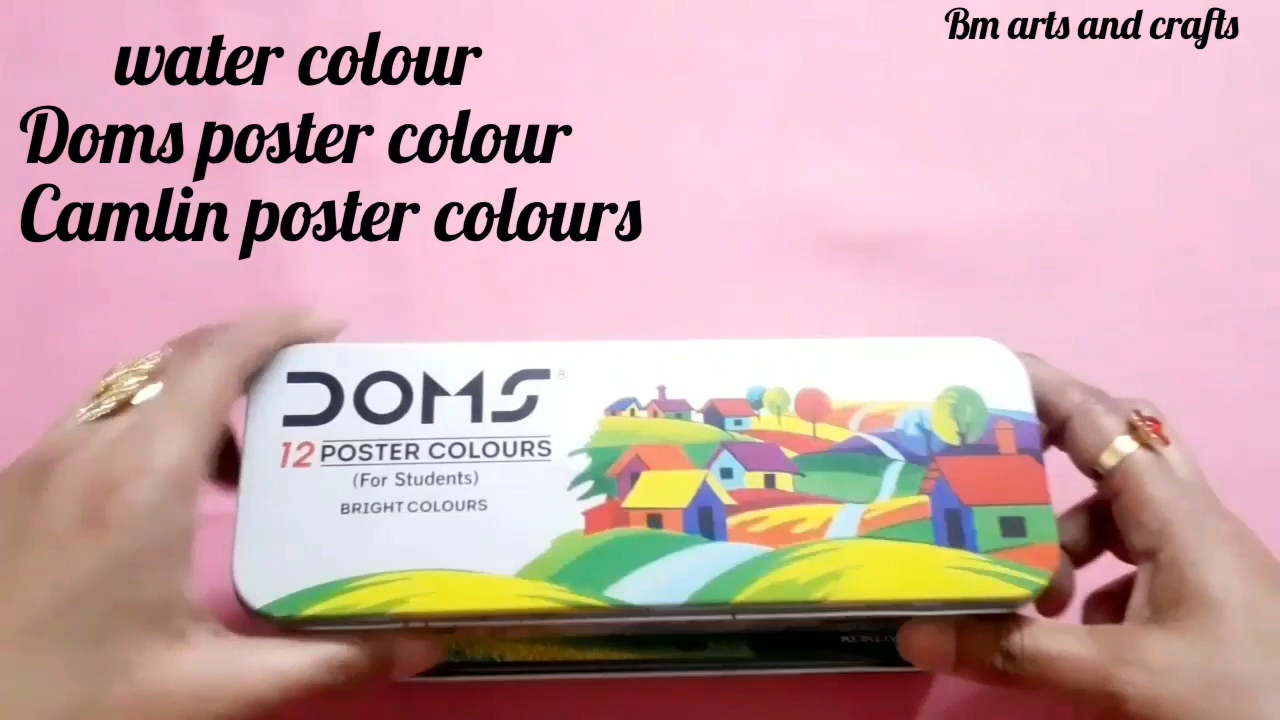 Bm arts and crafts
water colour
Doms poster colour
Camlin poster colours
DOMS®
12 POSTER COLOURS
(For Students)
BRIGHT COLOURS